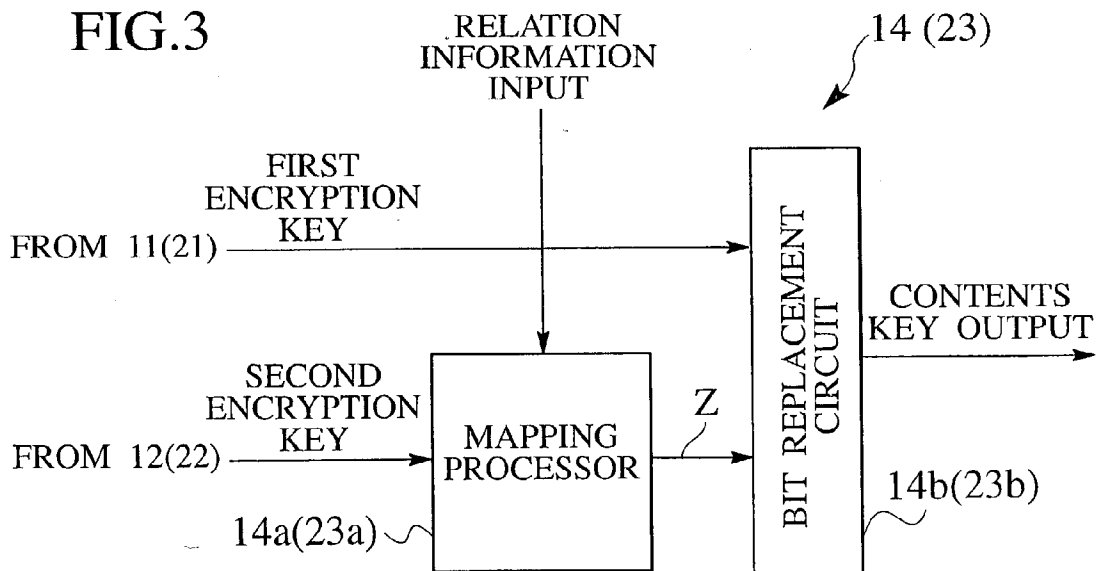 FIG.3
RELATION
INFORMATION
INPUT
14 (23)
FIRST
ENCRYPTION
KEY
FROM 11(21)
SECOND
ENCRYPTION
KEY
FROM 12(22)
MAPPING
PROCESSOR
14a(23a)
Z
BIT REPLACEMENT
CIRCUIT
CONTENTS
KEY OUTPUT
14b(23b)